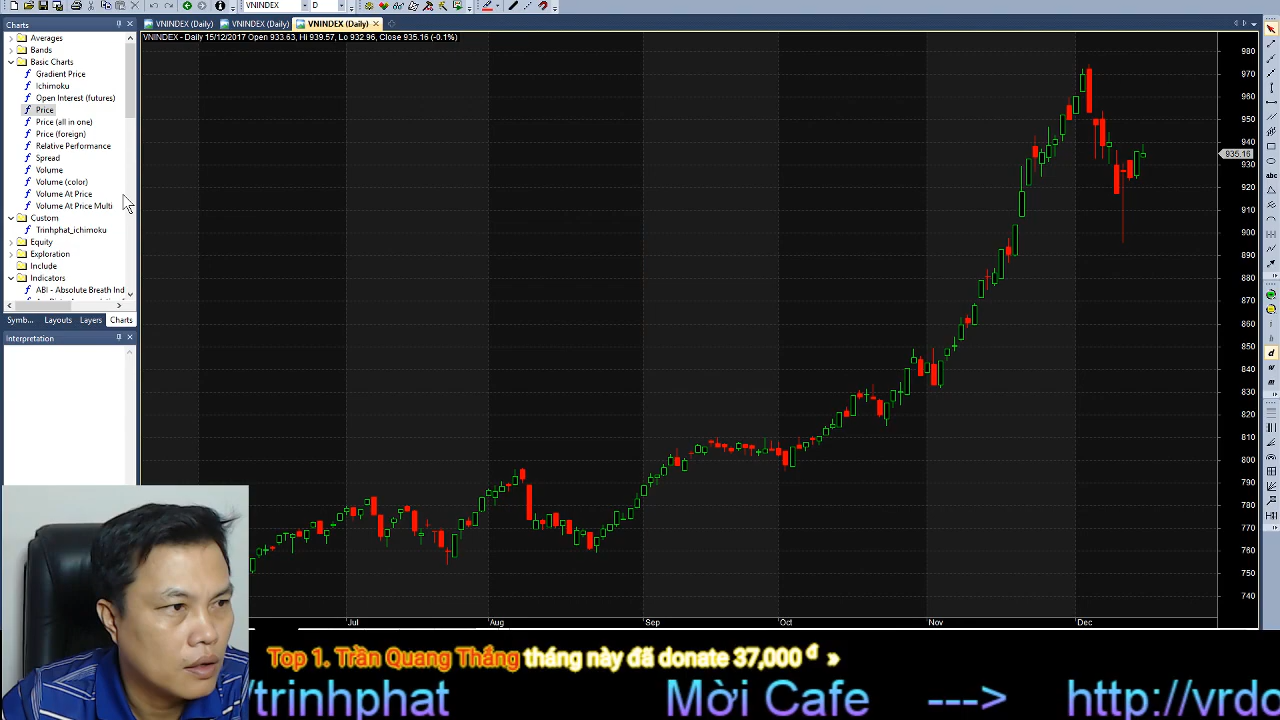 VNINDEX
D
Charts
VNINDEX (Daily)
VNINDEX (Daily)
VNINDEX (Daily)
VNINDEX - Daily 15/12/2017 Open 933.63, Hi 939.57, Lo 932.96, Close 935.16 (-0.1%)
Averages
Bands
Basic Charts
Gradient Price
Ichimoku
Open Interest (futures)
Price
Price (all in one)
Price (foreign)
Relative Performance
Spread
Volume
Volume (color)
Volume At Price
Volume At Price Multi
Custom
Trinhphat_ichimoku
Equity
Exploration
Include
Indicators
ABI - Absolute Breath Ind
Symb...
Layouts
Layers
Charts
Interpretation
980
970
960
950
940
935.16
930
920
910
900
890
880
870
860
850
840
830
820
810
800
790
780
770
760
750
740
Jul
Aug
Sep
Oct
Nov
Dec
abc
d
w
m
Top 1. Trần Quang Thắng tháng này đã donate 37,000 đ »
/trinhphat Mời Cafe ---> http://vrdo